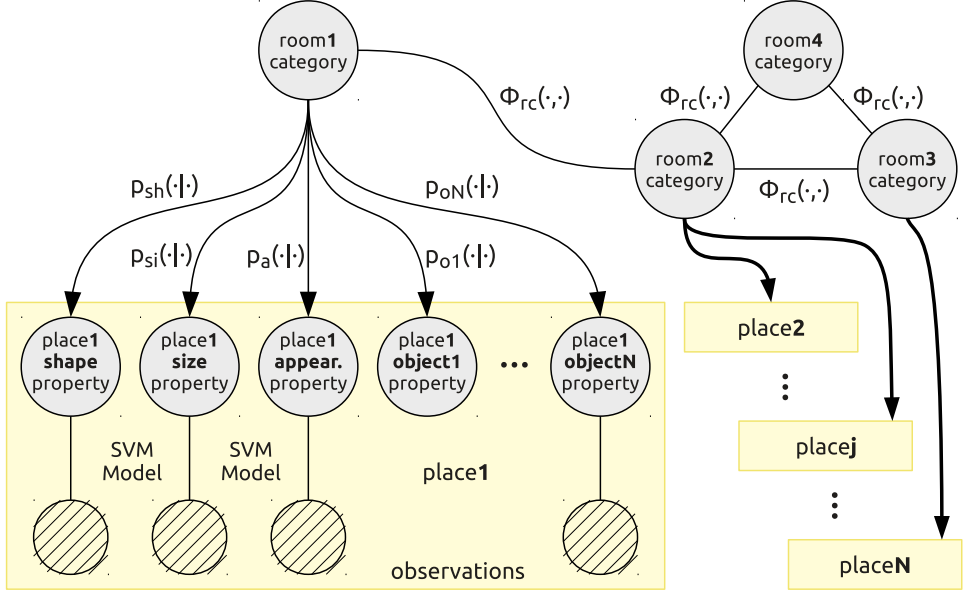 room1
category
room4
category
Φrc(·,·)
Φrc(·,·)
Φrc(·,·)
room2
category
room3
category
Φrc(·,·)
psh(·|·)
poN(·|·)
psi(·|·)
pa(·|·)
po1(·|·)
place1
shape
property
place1
size
property
place1
appear.
property
place1
object1
property
...
place1
objectN
property
place2
SVM
Model
SVM
Model
place1
placej
observations
placeN